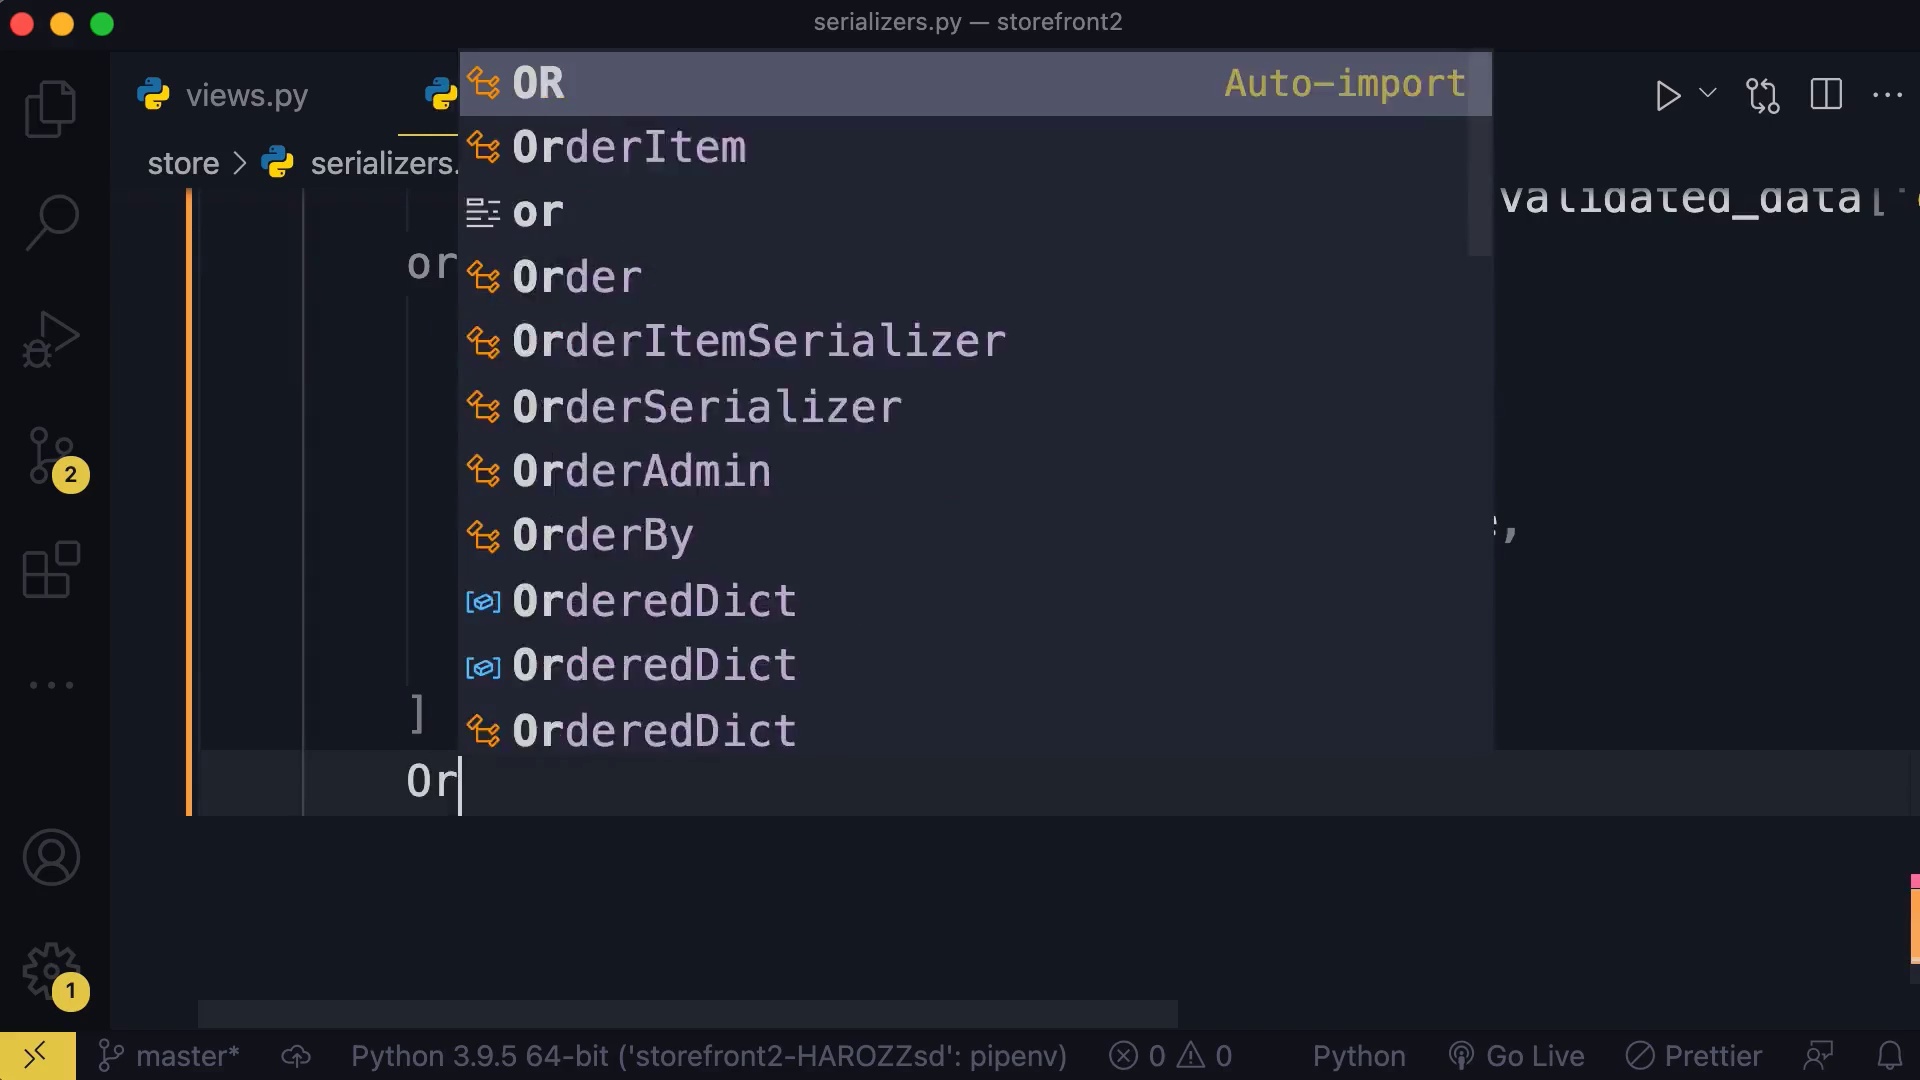 serializers.py — storefront2
views.py
store > serializers.
OR Auto-import
OrderItem
or
Order
OrderItemSerializer
OrderSerializer
OrderAdmin
OrderBy
OrderedDict
OrderedDict
OrderedDict
validated_data['
or
,
]
Or
2
1
master* Python 3.9.5 64-bit ('storefront2-HAROZZsd': pipenv) 0 0 Python Go Live Prettier